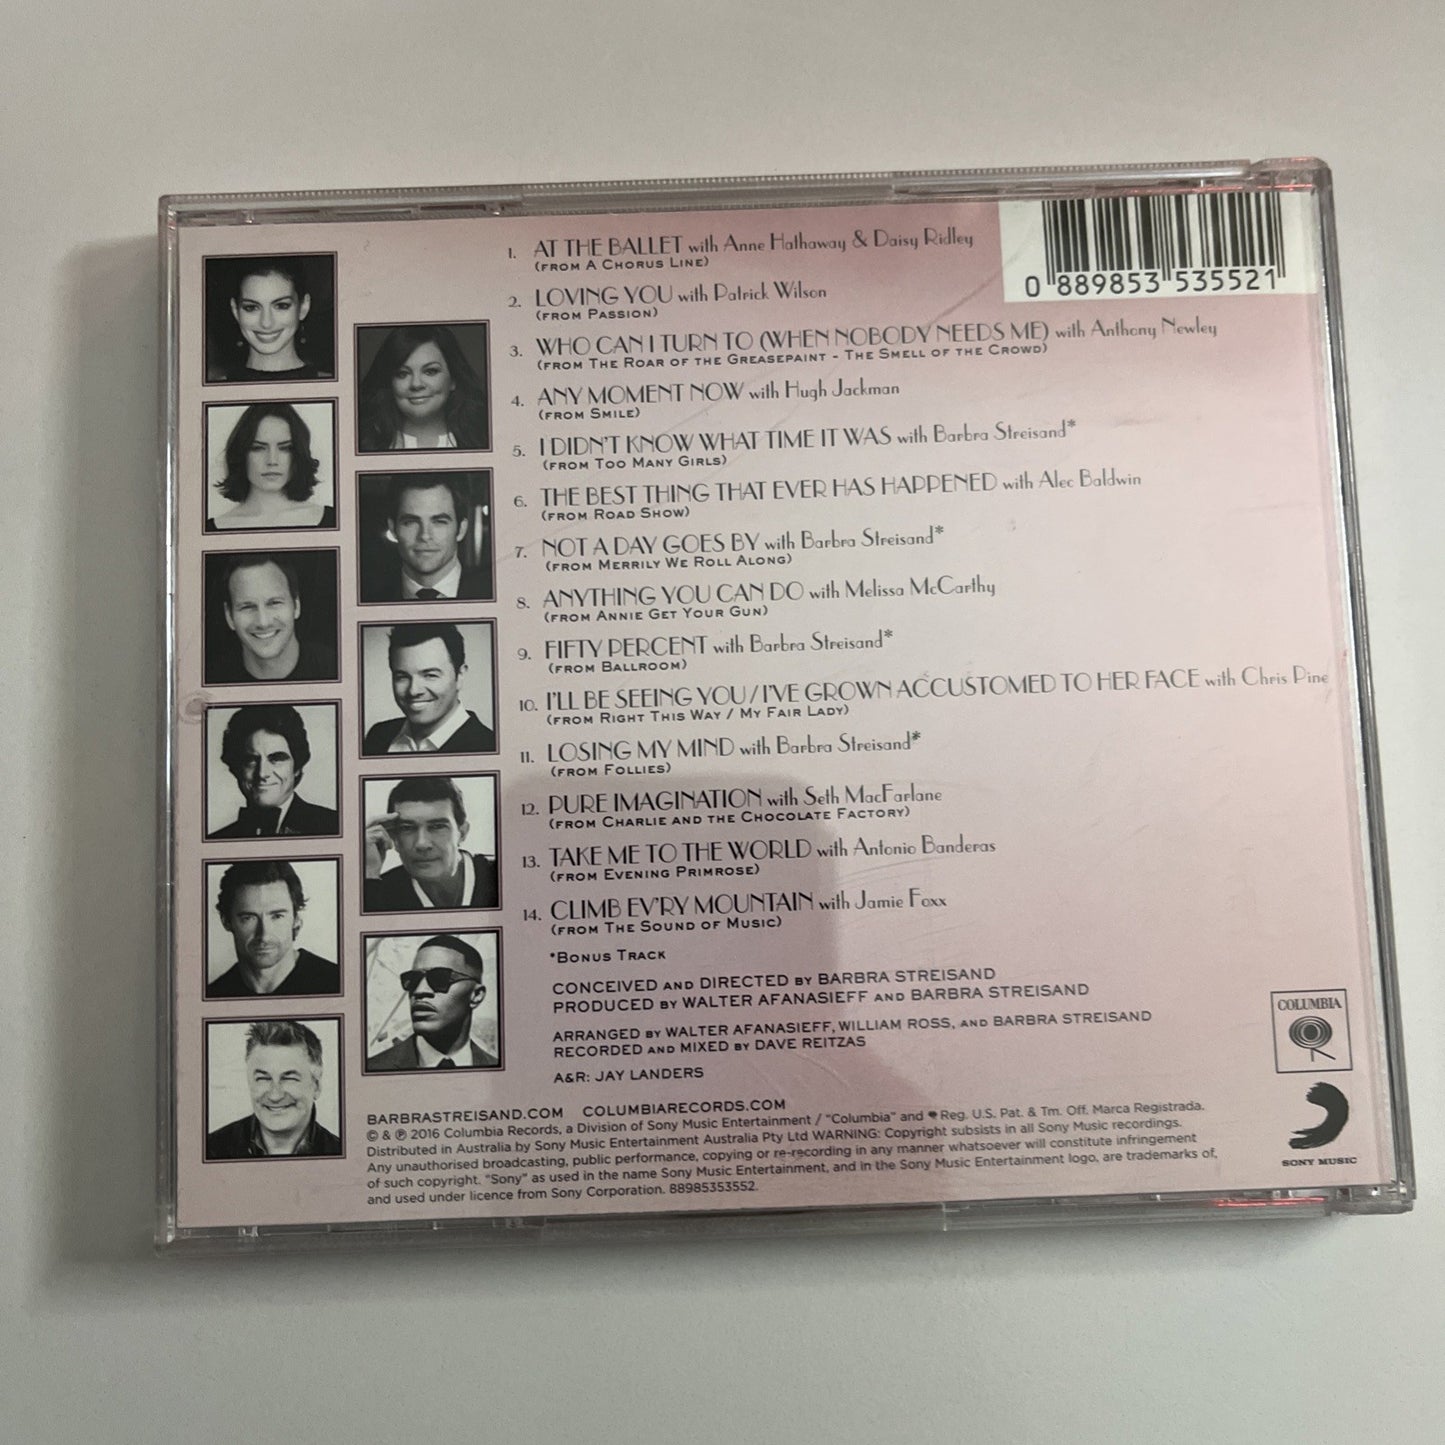 0 889853 535521
1. AT THE BALLET with Anne Hathaway & Daisy Ridley
(FROM A CHORUS LINE)
2. LOVING YOU with Patrick Wilson
(FROM PASSION)
3. WHO CAN I TURN TO (WHEN NOBODY NEEDS ME) with Anthony Newley
(FROM THE ROAR OF THE GREASEPAINT - THE SMELL OF THE CROWD)
4. ANY MOMENT NOW with Hugh Jackman
(FROM SMILE)
5. I DIDN'T KNOW WHAT TIME IT WAS with Barbra Streisand*
(FROM TOO MANY GIRLS)
6. THE BEST THING THAT EVER HAS HAPPENED with Alec Baldwin
(FROM ROAD SHOW)
7. NOT A DAY GOES BY with Barbra Streisand*
(FROM MERRILY WE ROLL ALONG)
8. ANYTHING YOU CAN DO with Melissa McCarthy
(FROM ANNIE GET YOUR GUN)
9. FIFTY PERCENT with Barbra Streisand*
(FROM BALLROOM)
10. I'LL BE SEEING YOU / I'VE GROWN ACCUSTOMED TO HER FACE with Chris Pine
(FROM RIGHT THIS WAY / MY FAIR LADY)
11. LOSING MY MIND with Barbra Streisand*
(FROM FOLLIES)
12. PURE IMAGINATION with Seth MacFarlane
(FROM CHARLIE AND THE CHOCOLATE FACTORY)
13. TAKE ME TO THE WORLD with Antonio Banderas
(FROM EVENING PRIMROSE)
14. CLIMB EV'RY MOUNTAIN with Jamie Foxx
(FROM THE SOUND OF MUSIC)
*BONUS TRACK
CONCEIVED AND DIRECTED BY BARBRA STREISAND
PRODUCED BY WALTER AFANASIEFF AND BARBRA STREISAND
ARRANGED BY WALTER AFANASIEFF, WILLIAM ROSS, AND BARBRA STREISAND
RECORDED AND MIXED BY DAVE REITZAS
A&R: JAY LANDERS
BARBRASTREISAND.COM COLUMBIARECORDS.COM
© & ℗ 2016 Columbia Records, a Division of Sony Music Entertainment / "Columbia" and Reg. U.S. Pat. & Tm. Off. Marca Registrada.
Distributed in Australia by Sony Music Entertainment Australia Pty Ltd WARNING: Copyright subsists in all Sony Music recordings.
Any unauthorised broadcasting, public performance, copying or re-recording in any manner whatsoever will constitute infringement
of such copyright. "Sony" as used in the name Sony Music Entertainment, and in the Sony Music Entertainment logo, are trademarks of,
and used under licence from Sony Corporation. 88985353552.
COLUMBIA
SONY MUSIC